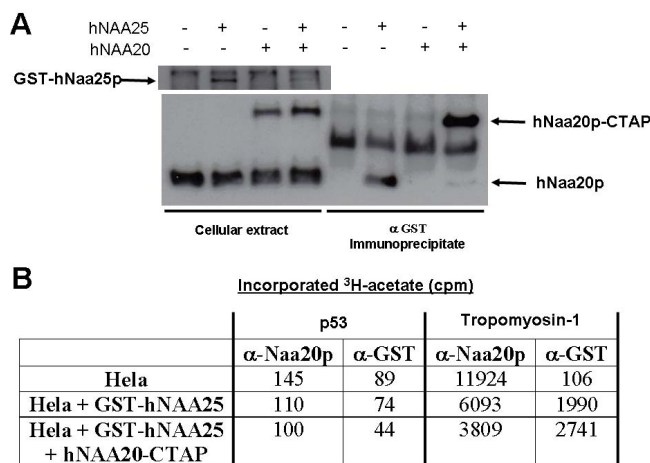 A
hNAA25 - + - + - + - +
hNAA20 - - + + - - + +
GST-hNaa25p
hNaa20p-CTAP
hNaa20p
Cellular extract
α GST
Immunoprecipitate
B
Incorporated ³H-acetate (cpm)
p53 Tropomyosin-1
α-Naa20p α-GST α-Naa20p α-GST
Hela 145 89 11924 106
Hela + GST-hNAA25 110 74 6093 1990
Hela + GST-hNAA25 100 44 3809 2741
+ hNAA20-CTAP